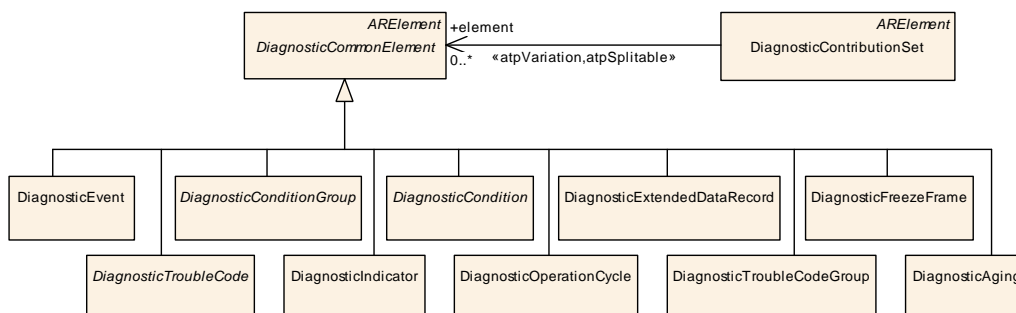 ARElement
DiagnosticCommonElement
+element
0..*
«atpVariation,atpSplitable»
ARElement
DiagnosticContributionSet
DiagnosticEvent
DiagnosticConditionGroup
DiagnosticCondition
DiagnosticExtendedDataRecord
DiagnosticFreezeFrame
DiagnosticTroubleCode
DiagnosticIndicator
DiagnosticOperationCycle
DiagnosticTroubleCodeGroup
DiagnosticAging